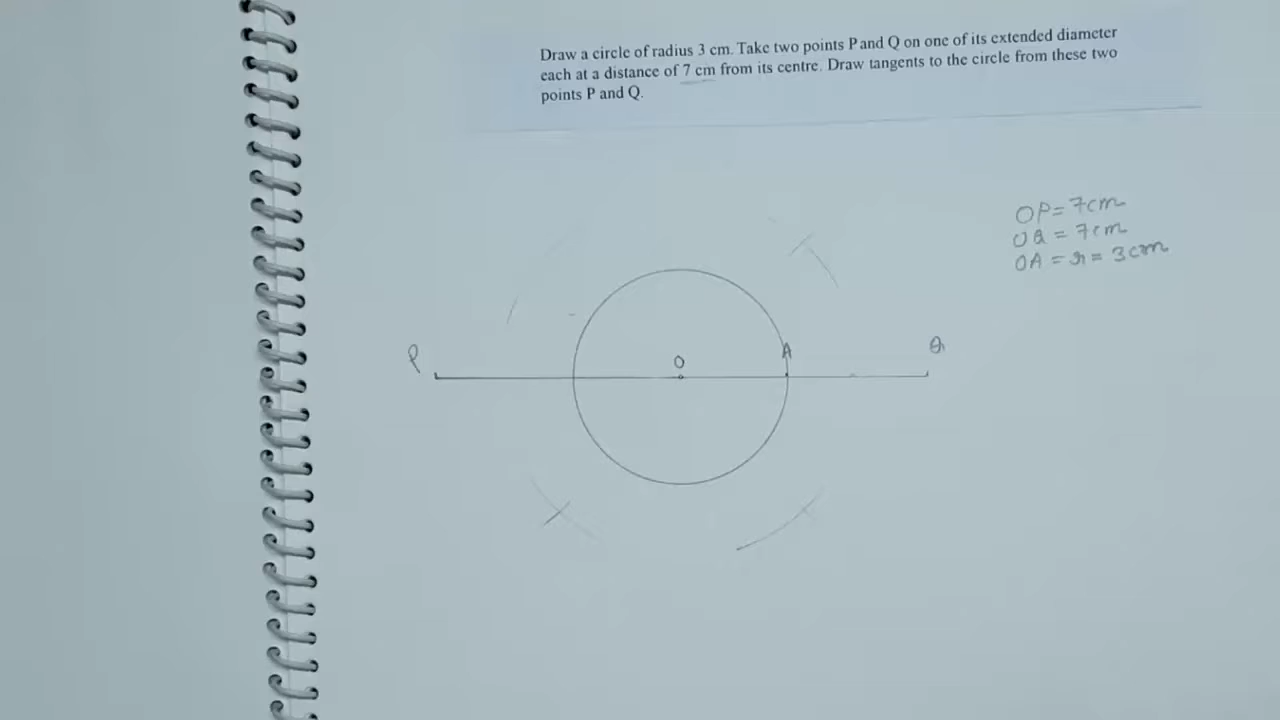 Draw a circle of radius 3 cm. Take two points P and Q on one of its extended diameter
each at a distance of 7 cm from its centre. Draw tangents to the circle from these two
points P and Q.
OP = 7cm
OQ = 7cm
OA = r = 3cm
P
O
A
Q